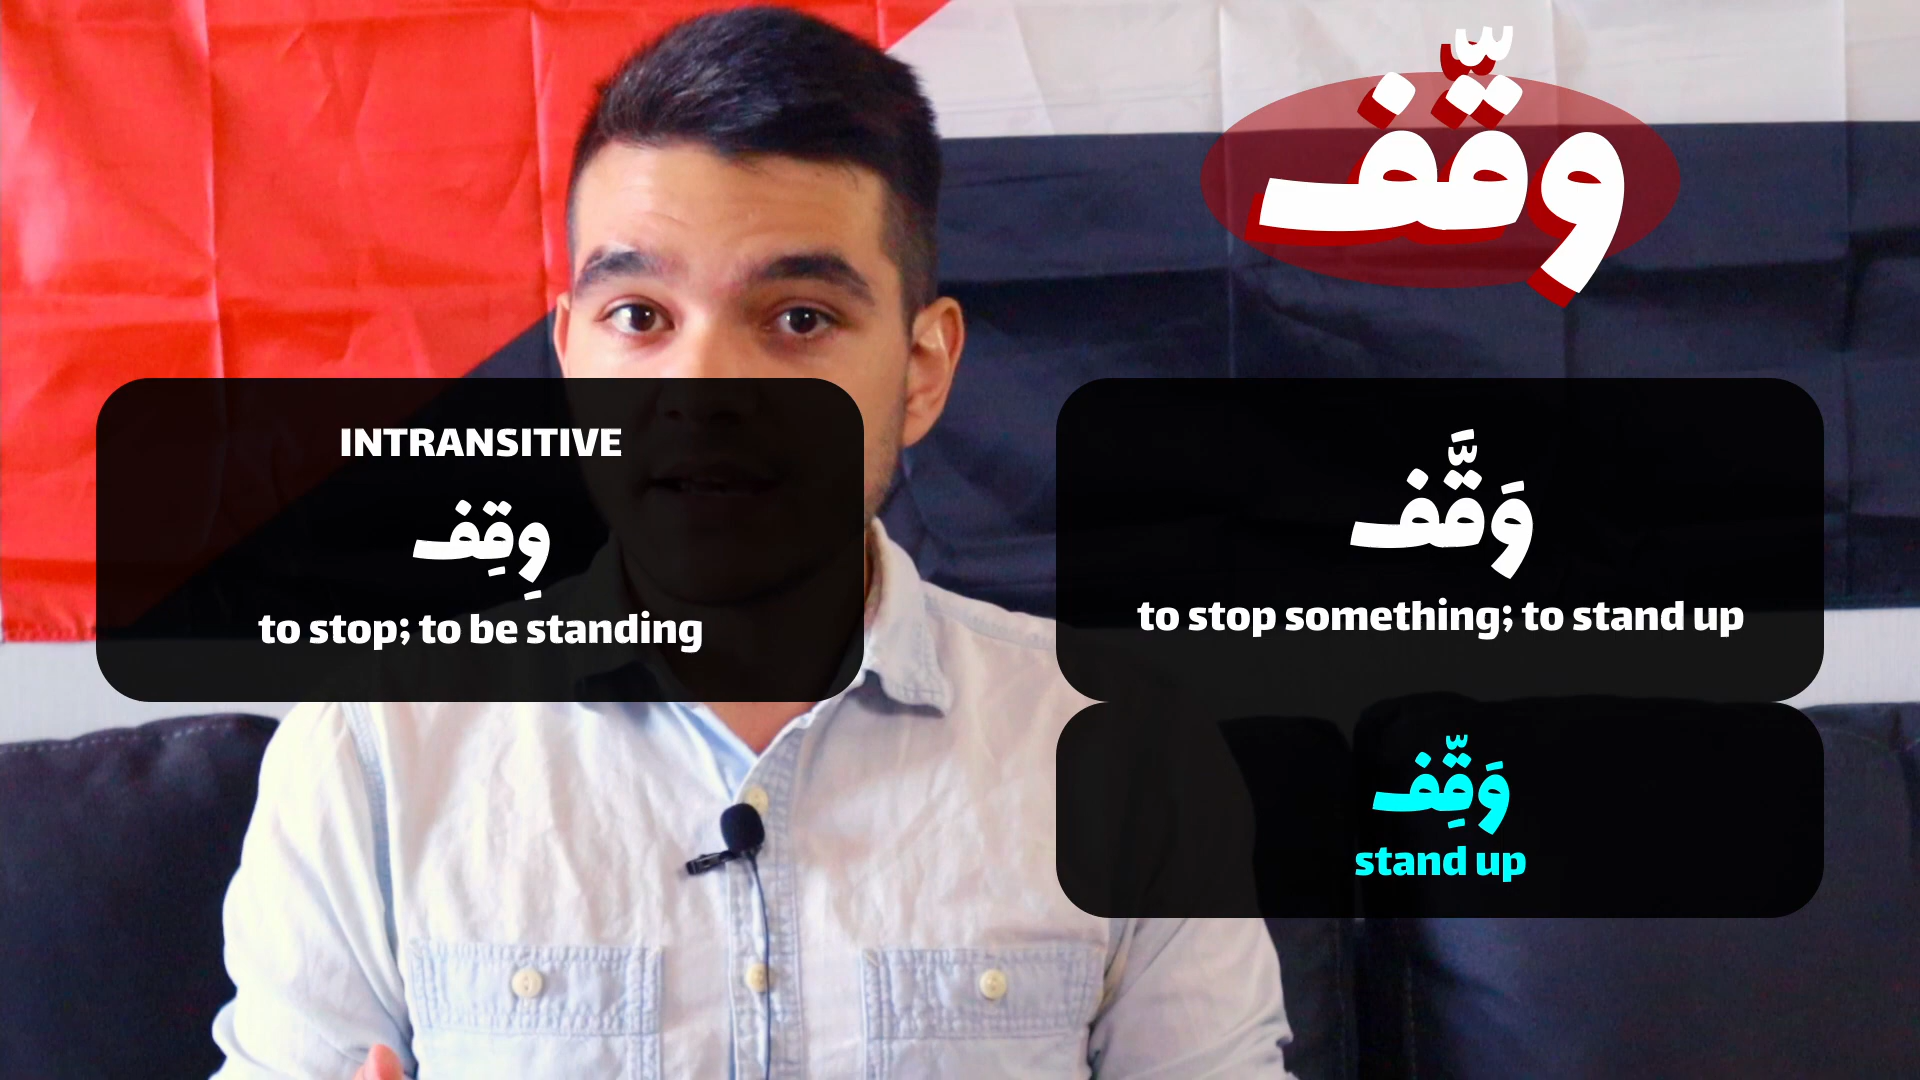 وقّف
INTRANSITIVE
وِقِف
to stop; to be standing
وَقَّف
to stop something; to stand up
وَقِّف
stand up